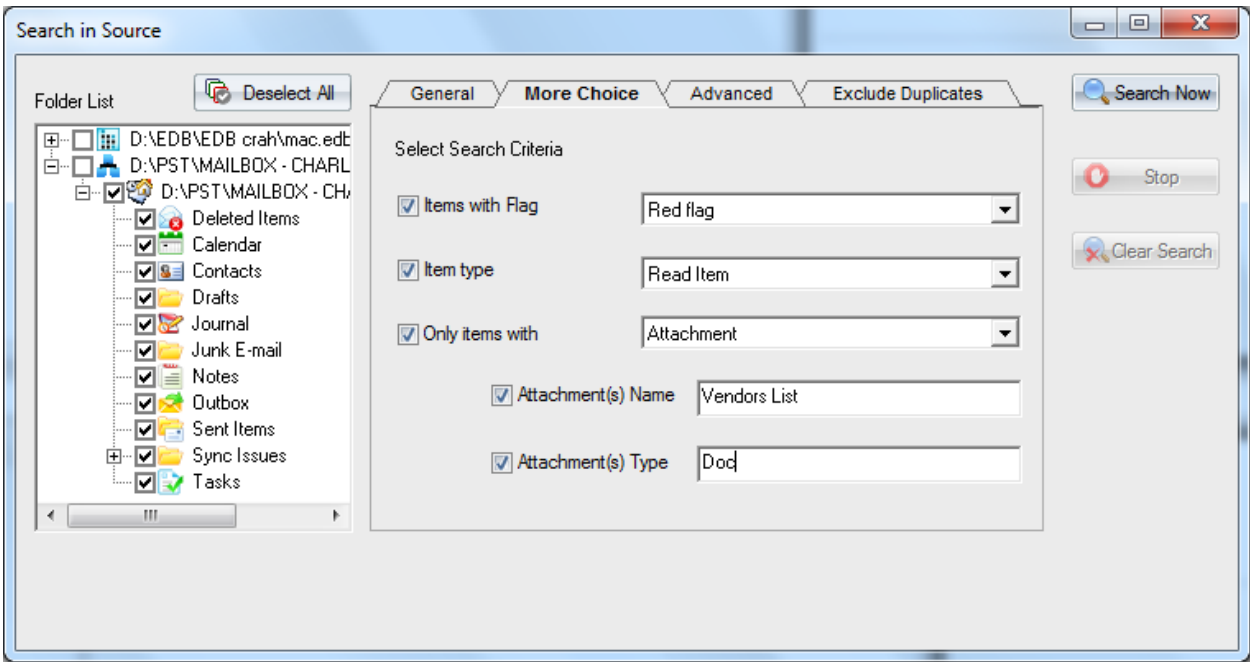 Search in Source
Folder List
Deselect All
D:\EDB\EDB crah\mac.edb
D:\PST\MAILBOX - CHARL
D:\PST\MAILBOX - CHA
Deleted Items
Calendar
Contacts
Drafts
Journal
Junk E-mail
Notes
Outbox
Sent Items
Sync Issues
Tasks
General
More Choice
Advanced
Exclude Duplicates
Select Search Criteria
Items with Flag
Red flag
Item type
Read Item
Only items with
Attachment
Attachment(s) Name
Vendors List
Attachment(s) Type
Doc
Search Now
Stop
Clear Search